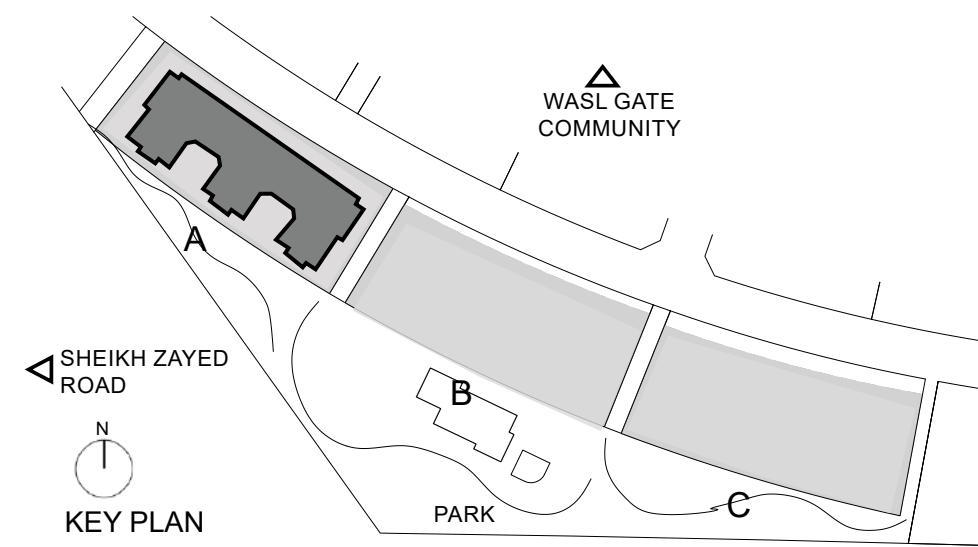 WASL GATE
COMMUNITY
A
SHEIKH ZAYED
ROAD
B
N
C
PARK
KEY PLAN